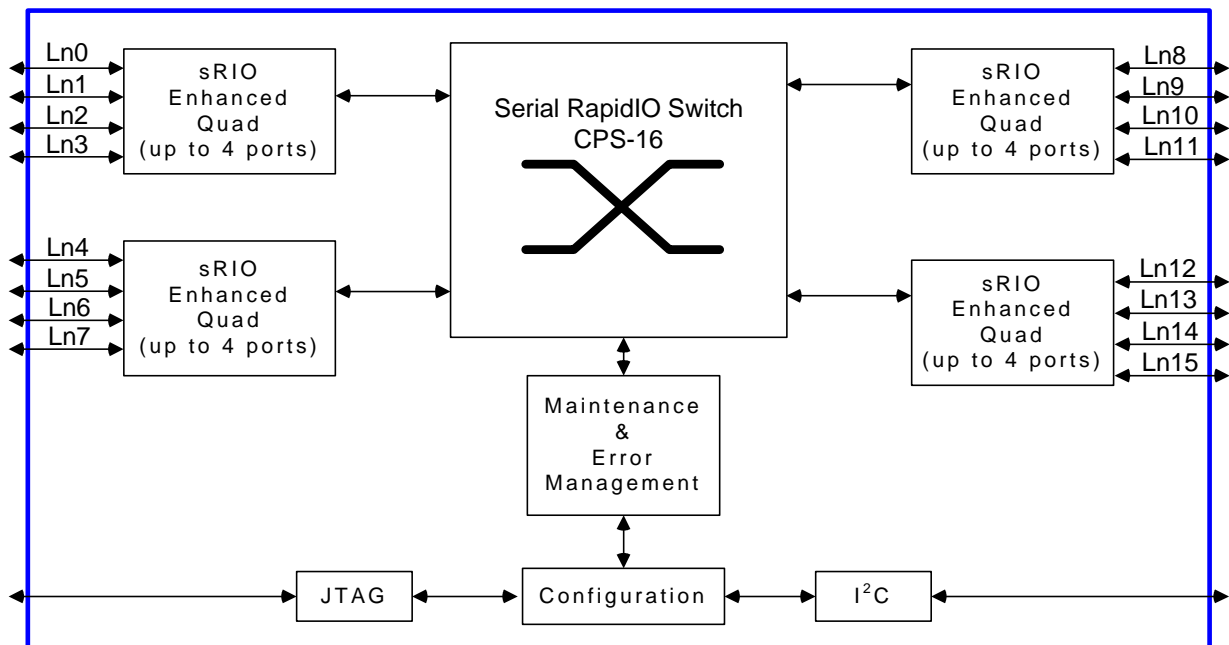 Ln0
Ln1
Ln2
Ln3
sRIO
Enhanced
Quad
(up to 4 ports)
Serial RapidIO Switch
CPS-16
sRIO
Enhanced
Quad
(up to 4 ports)
Ln8
Ln9
Ln10
Ln11
Ln4
Ln5
Ln6
Ln7
sRIO
Enhanced
Quad
(up to 4 ports)
sRIO
Enhanced
Quad
(up to 4 ports)
Ln12
Ln13
Ln14
Ln15
Maintenance
&
Error
Management
JTAG
Configuration
I²C